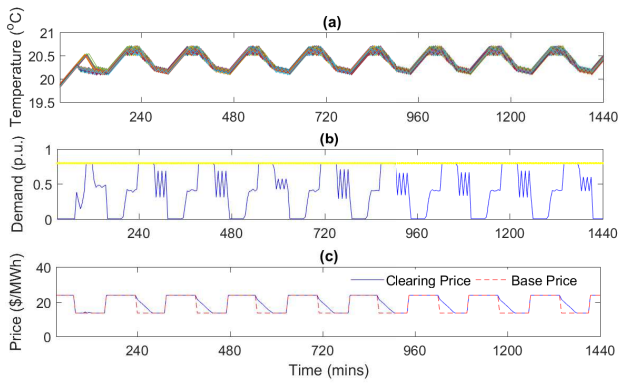 (a)
Temperature (°C)
21
20.5
20
19.5
240 480 720 960 1200 1440
(b)
Demand (p.u.)
1
0.5
0
240 480 720 960 1200 1440
(c)
Price ($/MWh)
40
20
0
Clearing Price Base Price
240 480 720 960 1200 1440
Time (mins)